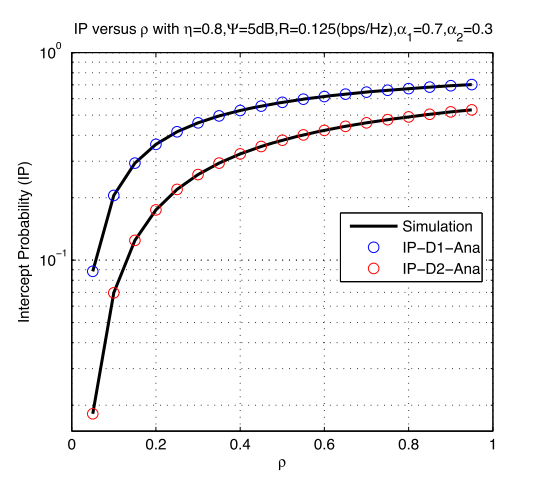 IP versus ρ with η=0.8,Ψ=5dB,R=0.125(bps/Hz),α₁=0.7,α₂=0.3
10⁰
10⁻¹
Intercept Probability (IP)
Simulation
IP−D1−Ana
IP−D2−Ana
0 0.2 0.4 0.6 0.8 1
ρ